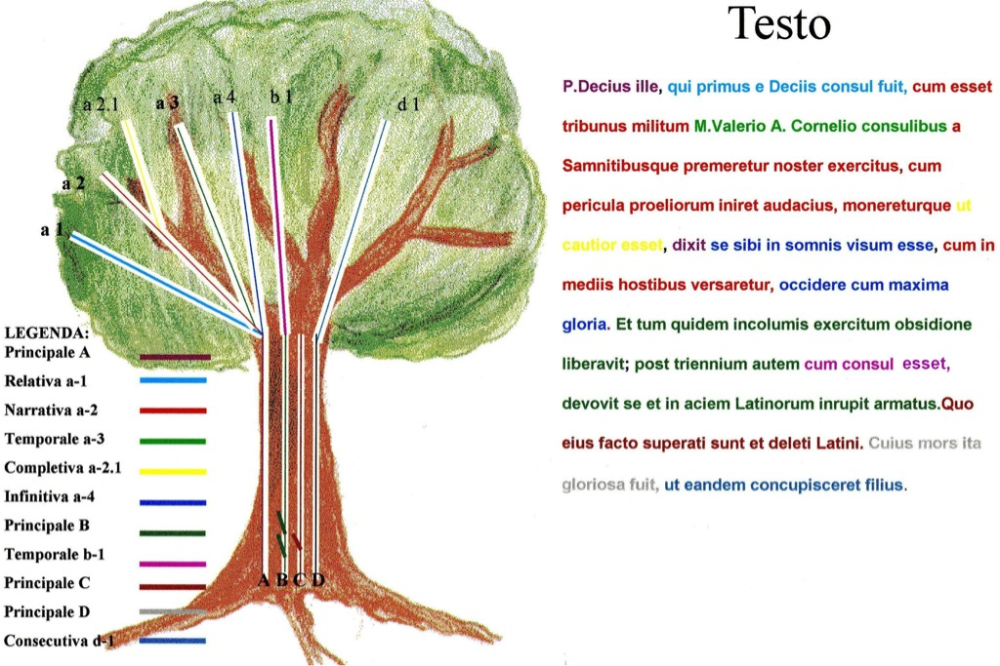 Testo
a 2.1
a 3
a 4
b 1
d 1
a 2
a 1
LEGENDA:
Principale A
Relativa a-1
Narrativa a-2
Temporale a-3
Completiva a-2.1
Infinitiva a-4
Principale B
Temporale b-1
Principale C
Principale D
Consecutiva d-1
A B C D
P.Decius ille, qui primus e Deciis consul fuit, cum esset
tribunus militum M.Valerio A. Cornelio consulibus a
Samnitibusque premeretur noster exercitus, cum
pericula proeliorum iniret audacius, monereturque ut
cautior esset, dixit se sibi in somnis visum esse, cum in
mediis hostibus versaretur, occidere cum maxima
gloria. Et tum quidem incolumis exercitum obsidione
liberavit; post triennium autem cum consul esset,
devovit se et in aciem Latinorum inrupit armatus.Quo
eius facto superati sunt et deleti Latini. Cuius mors ita
gloriosa fuit, ut eandem concupisceret filius.